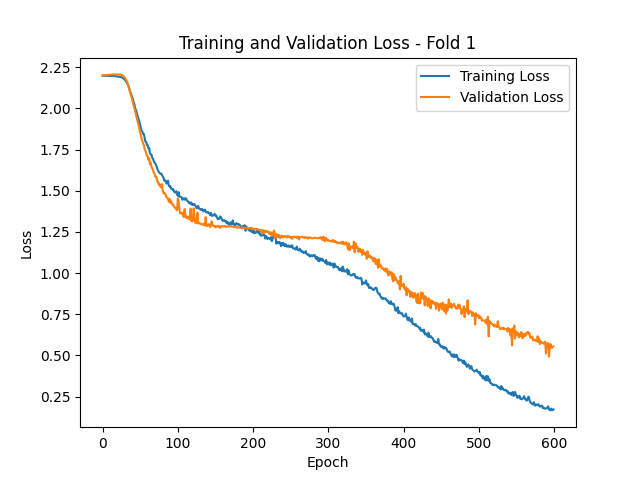 Training and Validation Loss - Fold 1
Training Loss
Validation Loss
Loss
2.25
2.00
1.75
1.50
1.25
1.00
0.75
0.50
0.25
0 100 200 300 400 500 600
Epoch